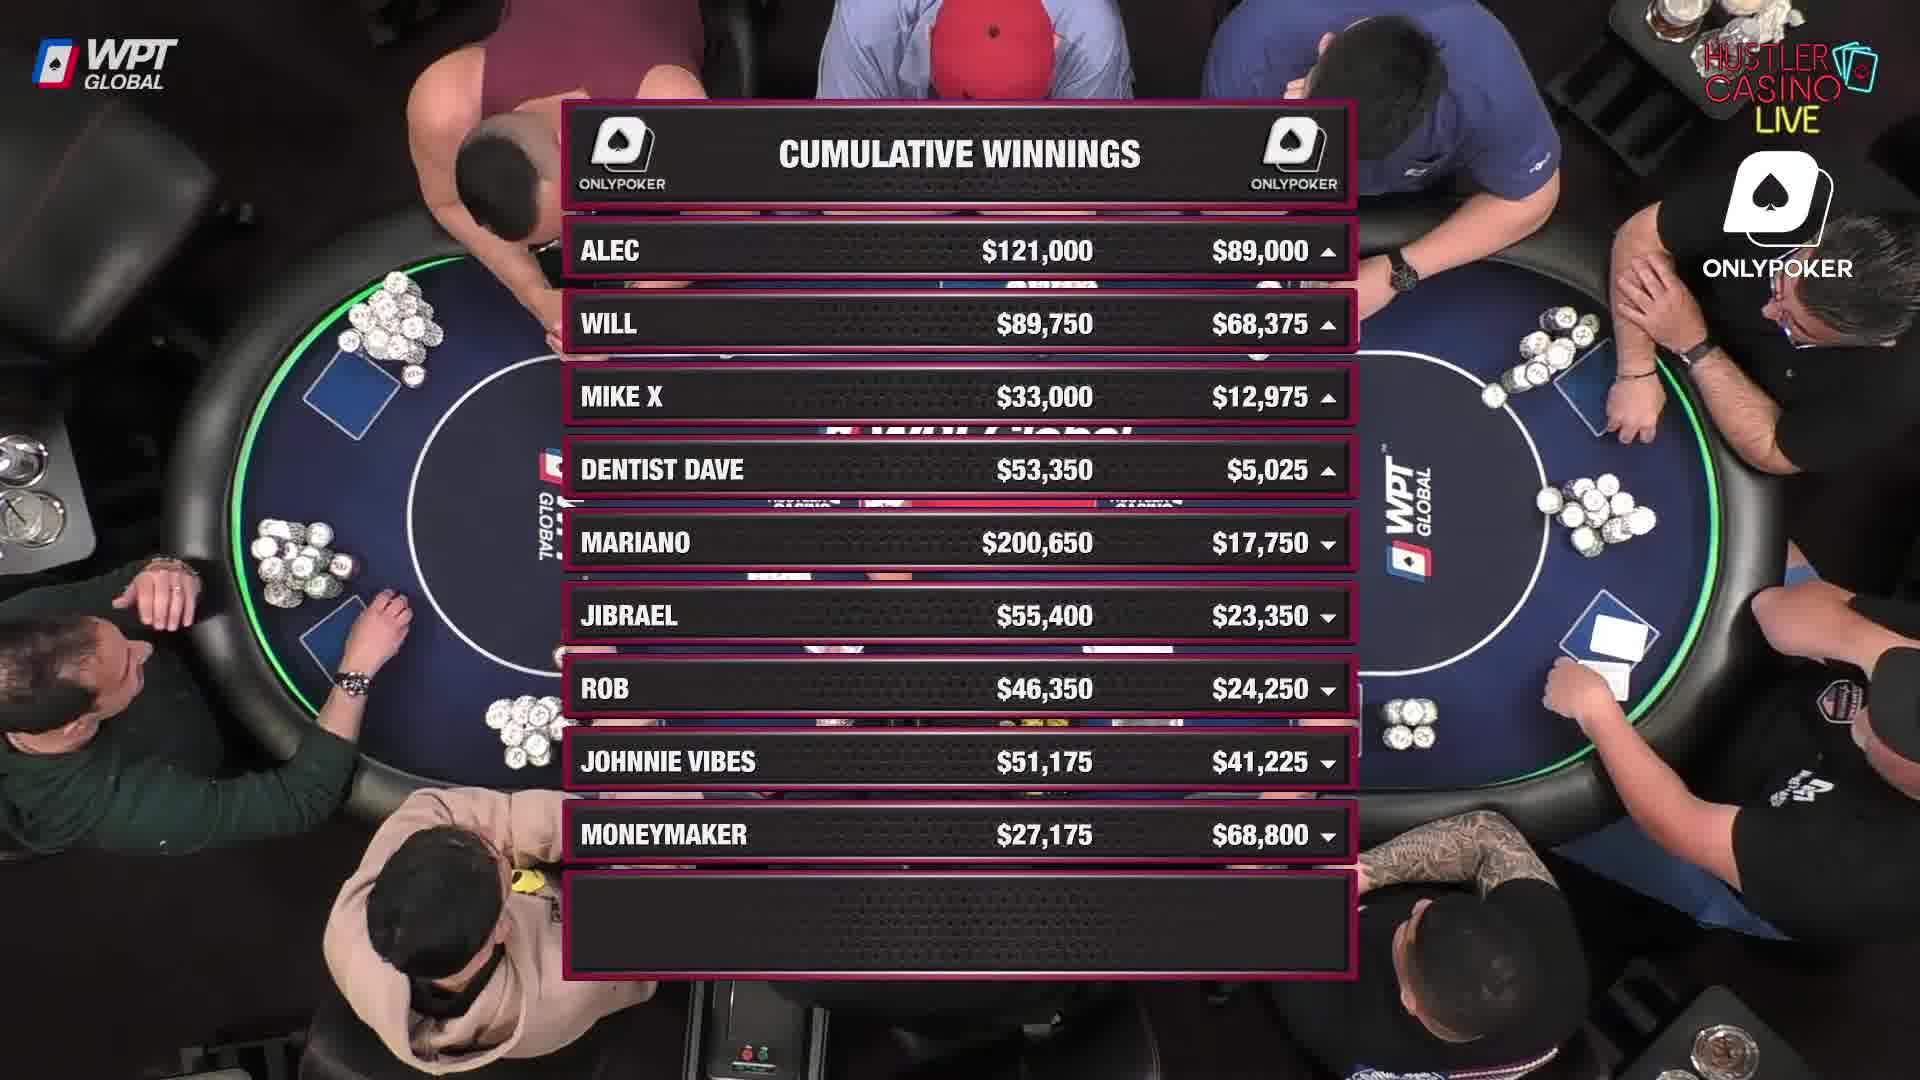 WPT
GLOBAL
HUSTLER
CASINO
LIVE
ONLYPOKER
CUMULATIVE WINNINGS
ONLYPOKER
ONLYPOKER
ALEC $121,000 $89,000
WILL $89,750 $68,375
MIKE X $33,000 $12,975
DENTIST DAVE $53,350 $5,025
MARIANO $200,650 $17,750
JIBRAEL $55,400 $23,350
ROB $46,350 $24,250
JOHNNIE VIBES $51,175 $41,225
MONEYMAKER $27,175 $68,800
GLOBAL
WPT
GLOBAL